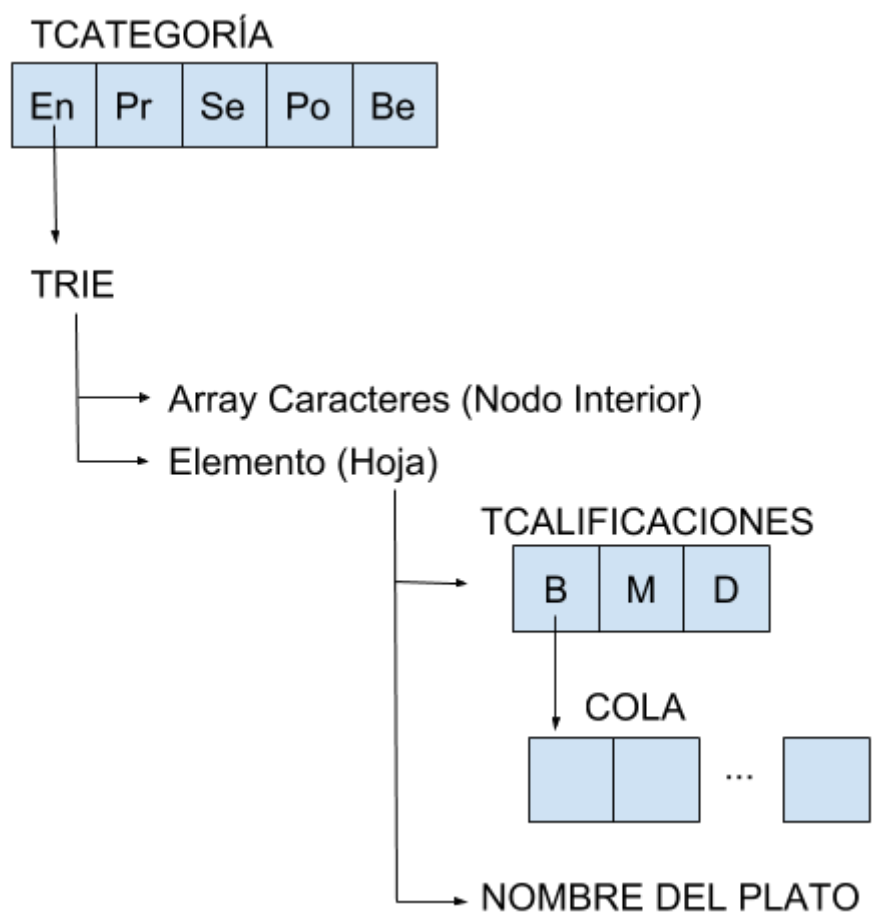 TCATEGORÍA
En Pr Se Po Be
TRIE
Array Caracteres (Nodo Interior)
Elemento (Hoja)
TCALIFICACIONES
B M D
COLA
...
NOMBRE DEL PLATO